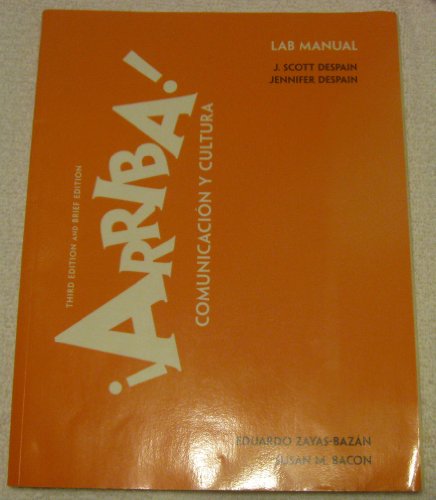 LAB MANUAL
J. SCOTT DESPAIN
JENNIFER DESPAIN
THIRD EDITION AND BRIEF EDITION
¡ARRIBA!
COMUNICACIÓN Y CULTURA
EDUARDO ZAYAS-BAZÁN
SUSAN M. BACON